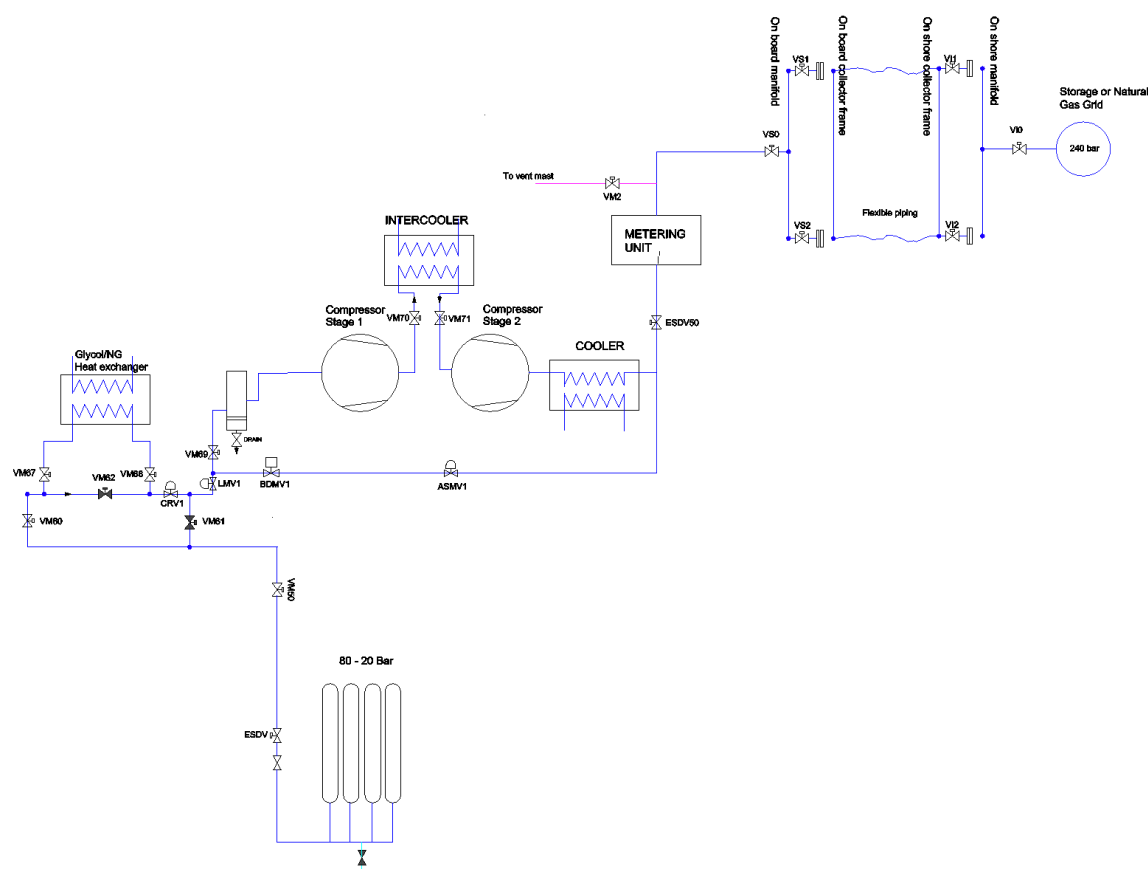 On board manifold
On board collector frame
On shore collector frame
On shore manifold
VS1
VI1
Storage or Natural
Gas Grid
VS0
VI0
240 bar
To vent mast
VM2
Flexible piping
VS2
VI2
INTERCOOLER
METERING
UNIT
Compressor
Stage 1
VM70
VM71
Compressor
Stage 2
ESDV50
COOLER
Glycol/NG
Heat exchanger
DRAIN
VM69
VM67
VM62
VM68
LMV1
BDMV1
ASMV1
CRV1
VM60
VM61
VM50
80 - 20 Bar
ESDV